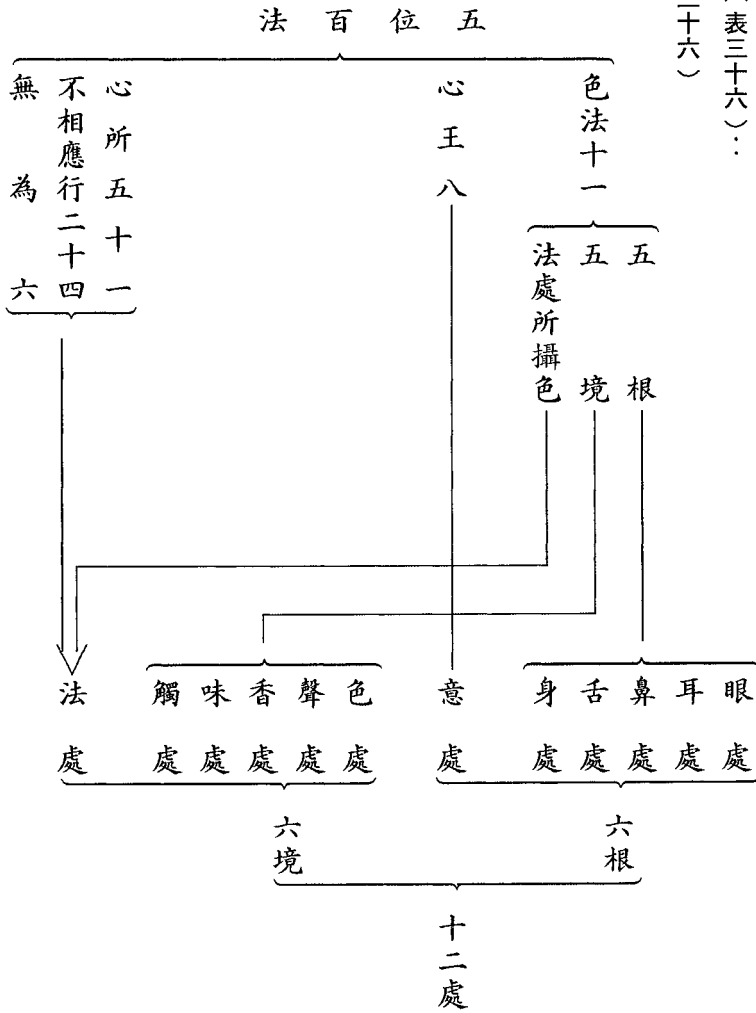 （表三十六）：
二十六）
五位百法
色法十一
五根
五境
法處所攝色
心王八
心所五十一
不相應行二十四
無為六
眼處
耳處
鼻處
舌處
身處
意處
色處
聲處
香處
味處
觸處
法處
六根
六境
十二處